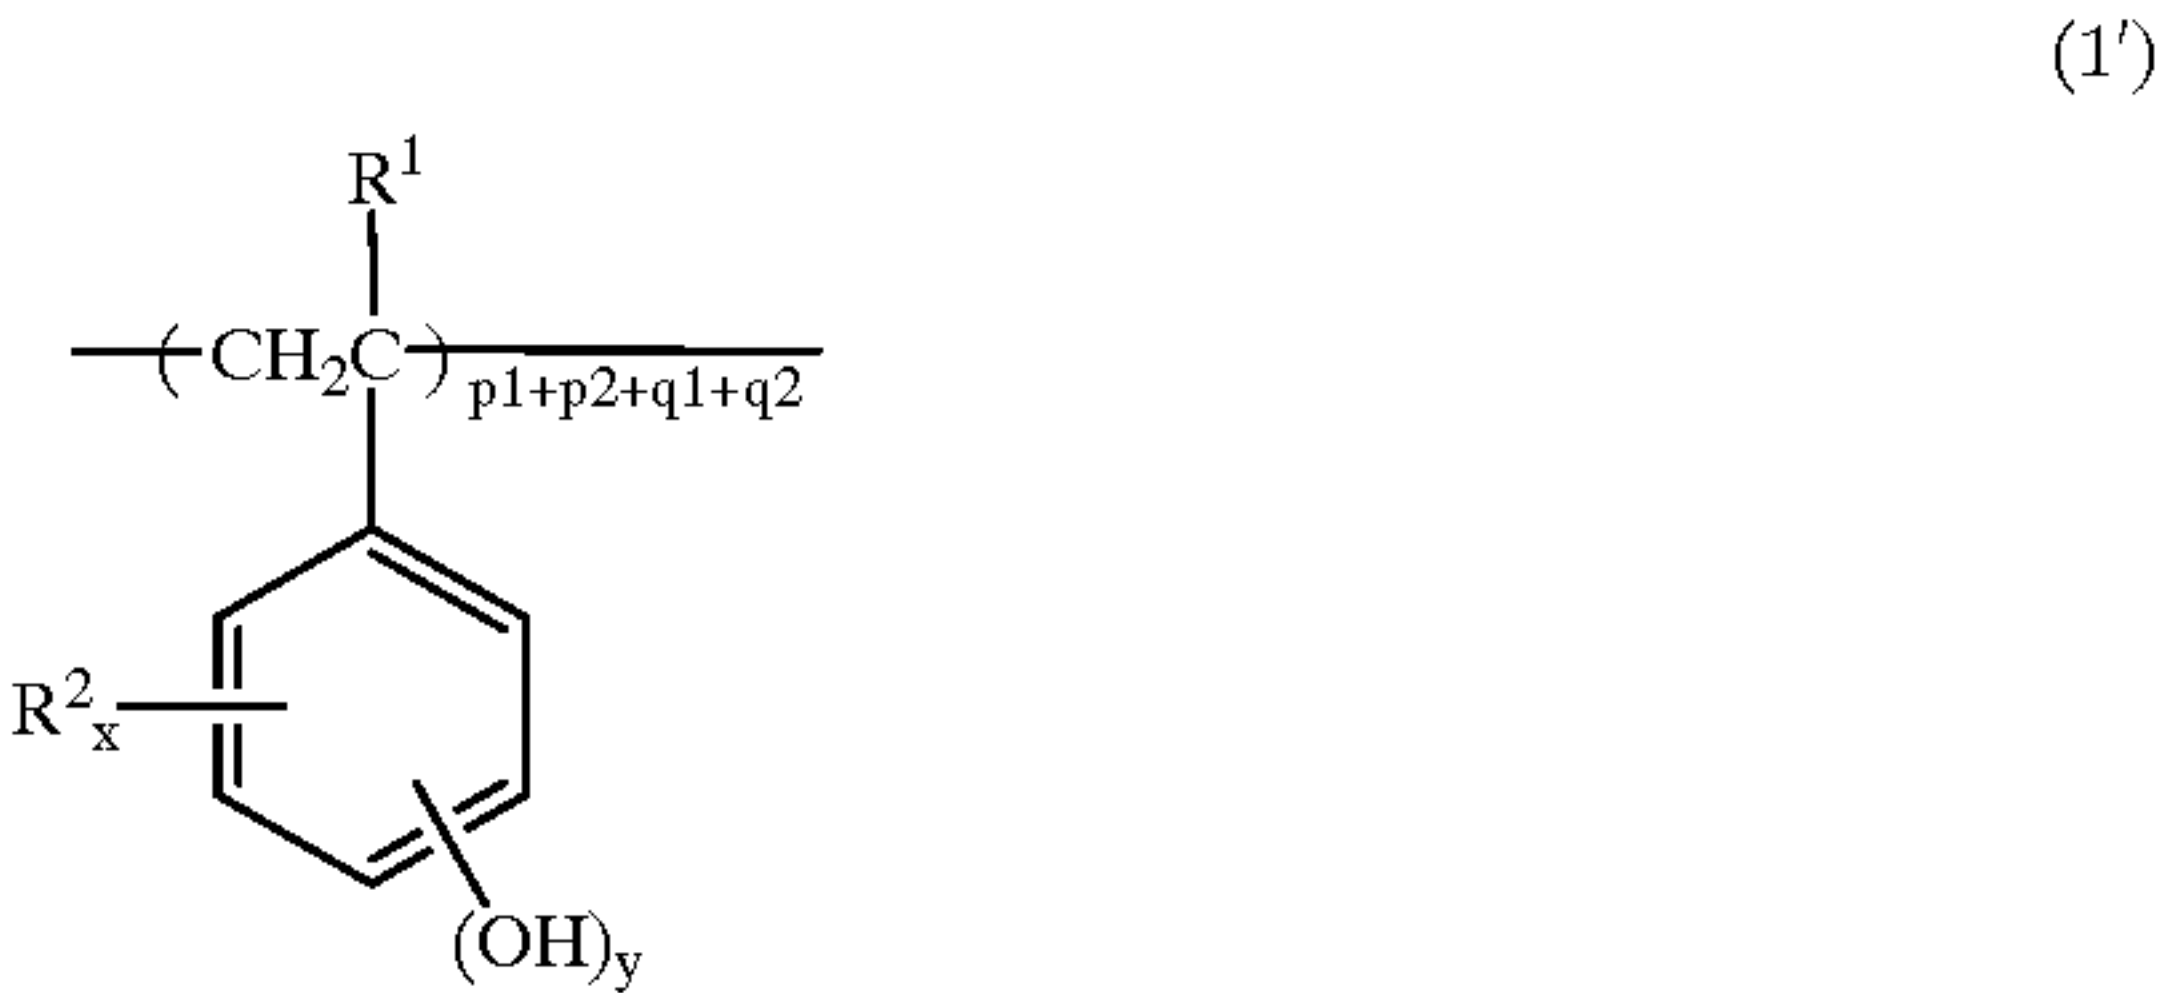 (1′)
R¹
(CH₂C)p1+p2+q1+q2
R²x
(OH)y